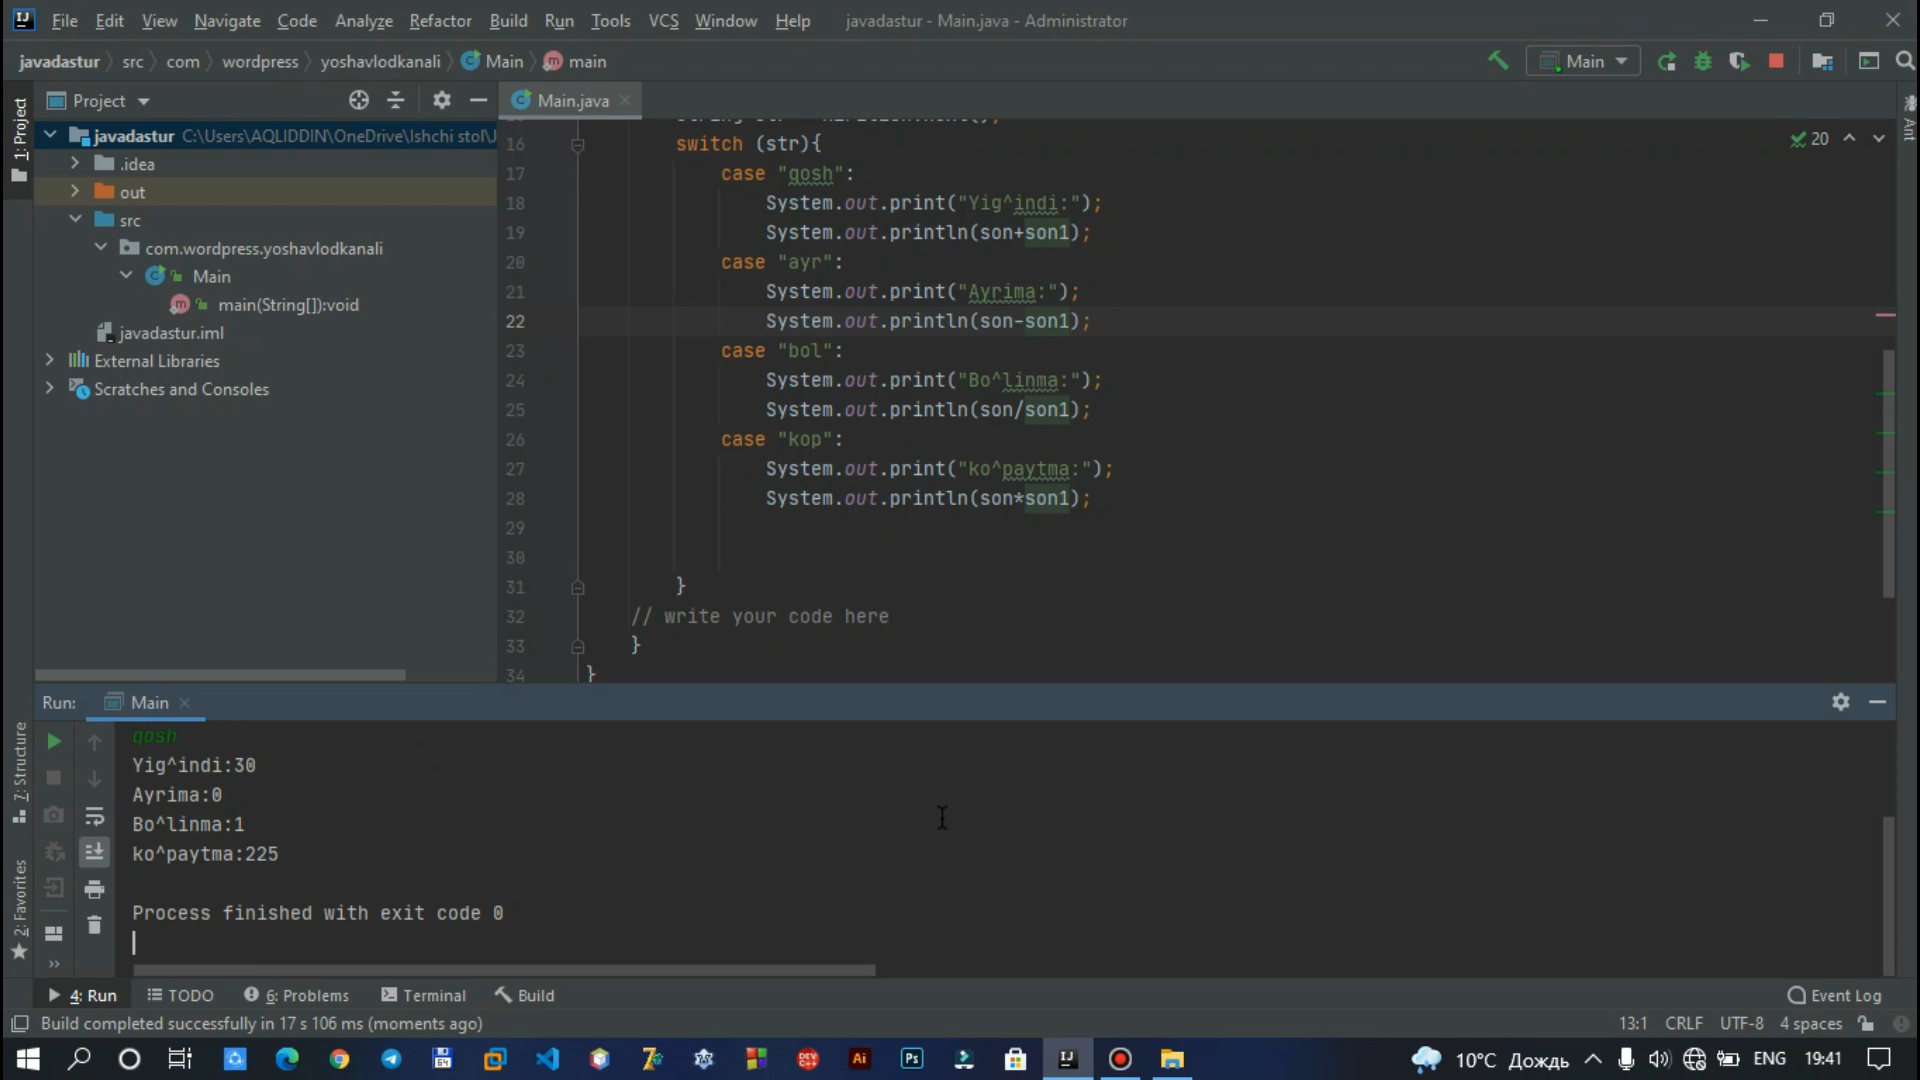 File Edit View Navigate Code Analyze Refactor Build Run Tools VCS Window Help javadastur - Main.java - Administrator
javadastur src com wordpress yoshavlodkanali Main main Main
1: Project
Project
Main.java
Ant
javadastur C:\Users\AQLIDDIN\OneDrive\Ishchi stol\J
.idea
out
src
com.wordpress.yoshavlodkanali
Main
main(String[]):void
javadastur.iml
External Libraries
Scratches and Consoles
20
16 switch (str){
17 case "qosh":
18 System.out.print("Yig^indi:");
19 System.out.println(son+son1);
20 case "ayr":
21 System.out.print("Ayrima:");
22 System.out.println(son-son1);
23 case "bol":
24 System.out.print("Bo^linma:");
25 System.out.println(son/son1);
26 case "kop":
27 System.out.print("ko^paytma:");
28 System.out.println(son*son1);
29
30
31 }
32 // write your code here
33 }
34 }
Run: Main
7: Structure
2: Favorites
qosh
Yig^indi:30
Ayrima:0
Bo^linma:1
ko^paytma:225
Process finished with exit code 0
4: Run TODO 6: Problems Terminal Build Event Log
Build completed successfully in 17 s 106 ms (moments ago) 13:1 CRLF UTF-8 4 spaces
10°C Дождь ENG 19:41